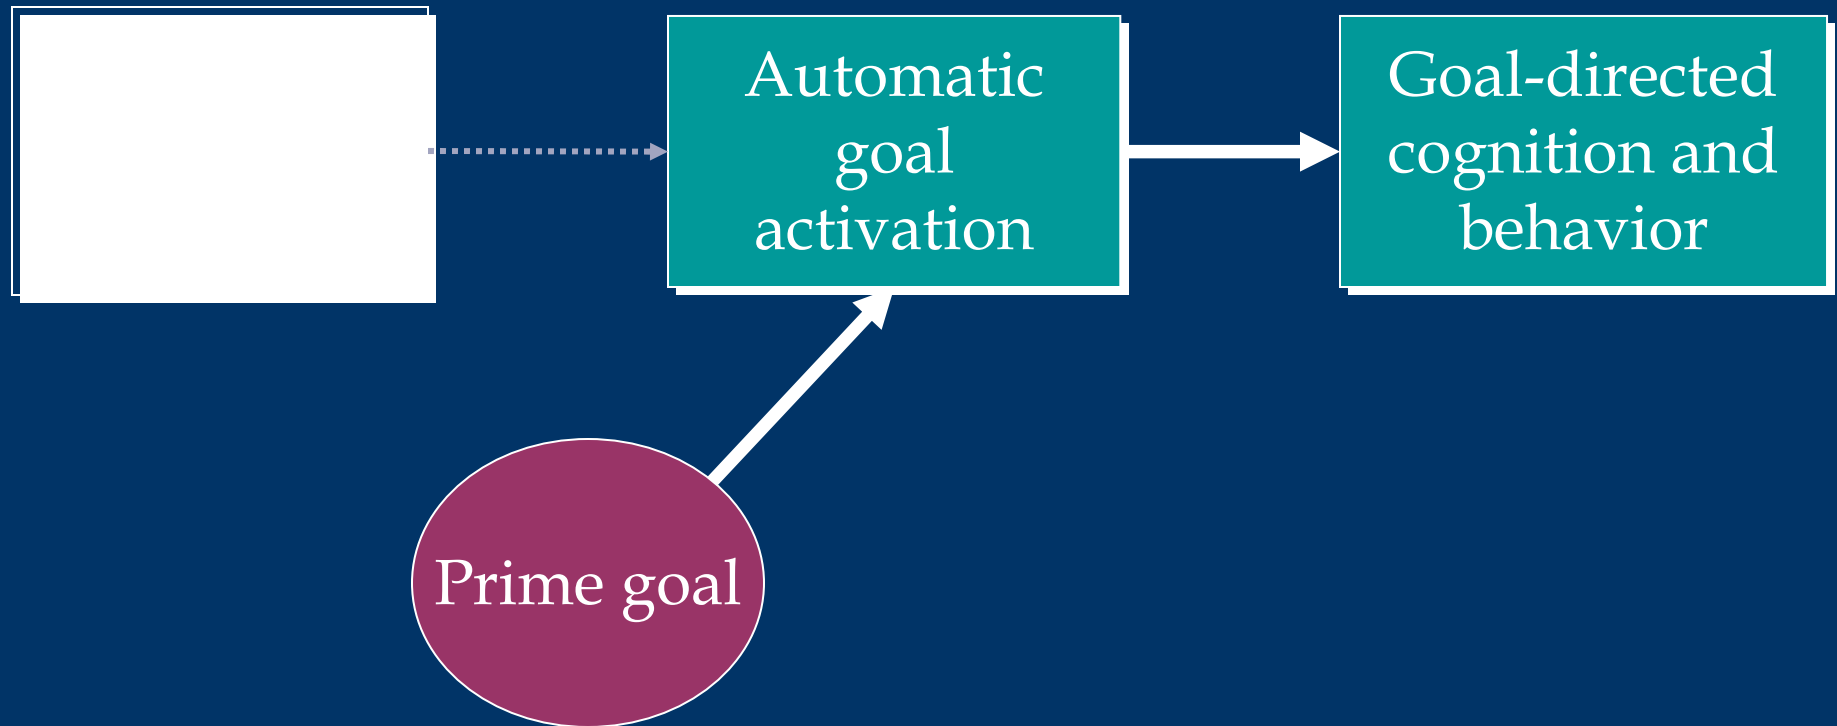 Automatic
goal
activation
Goal-directed
cognition and
behavior
Prime goal